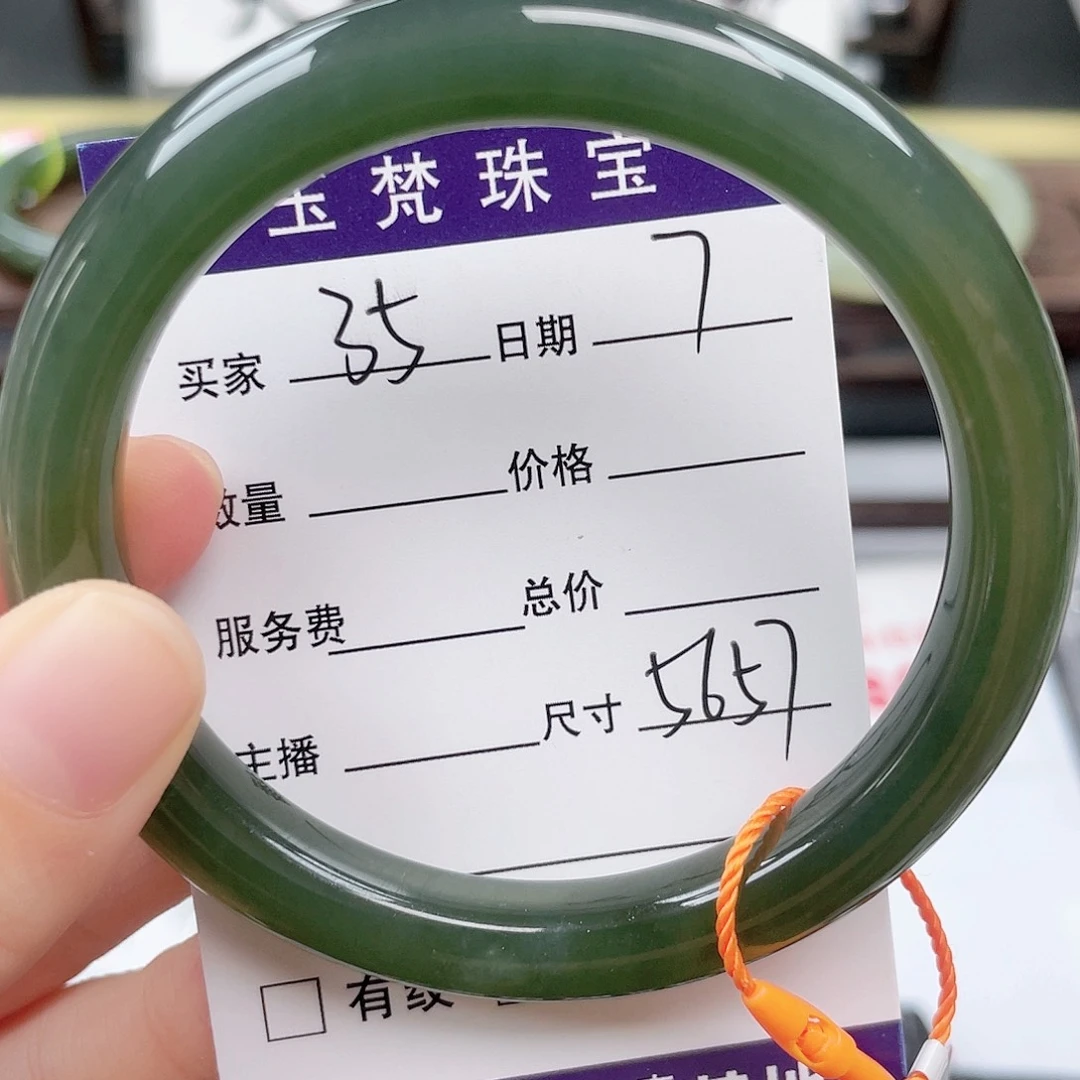 玉梵珠宝
买家 35 日期 7
数量 价格
服务费 总价
主播 尺寸 5657
有纹